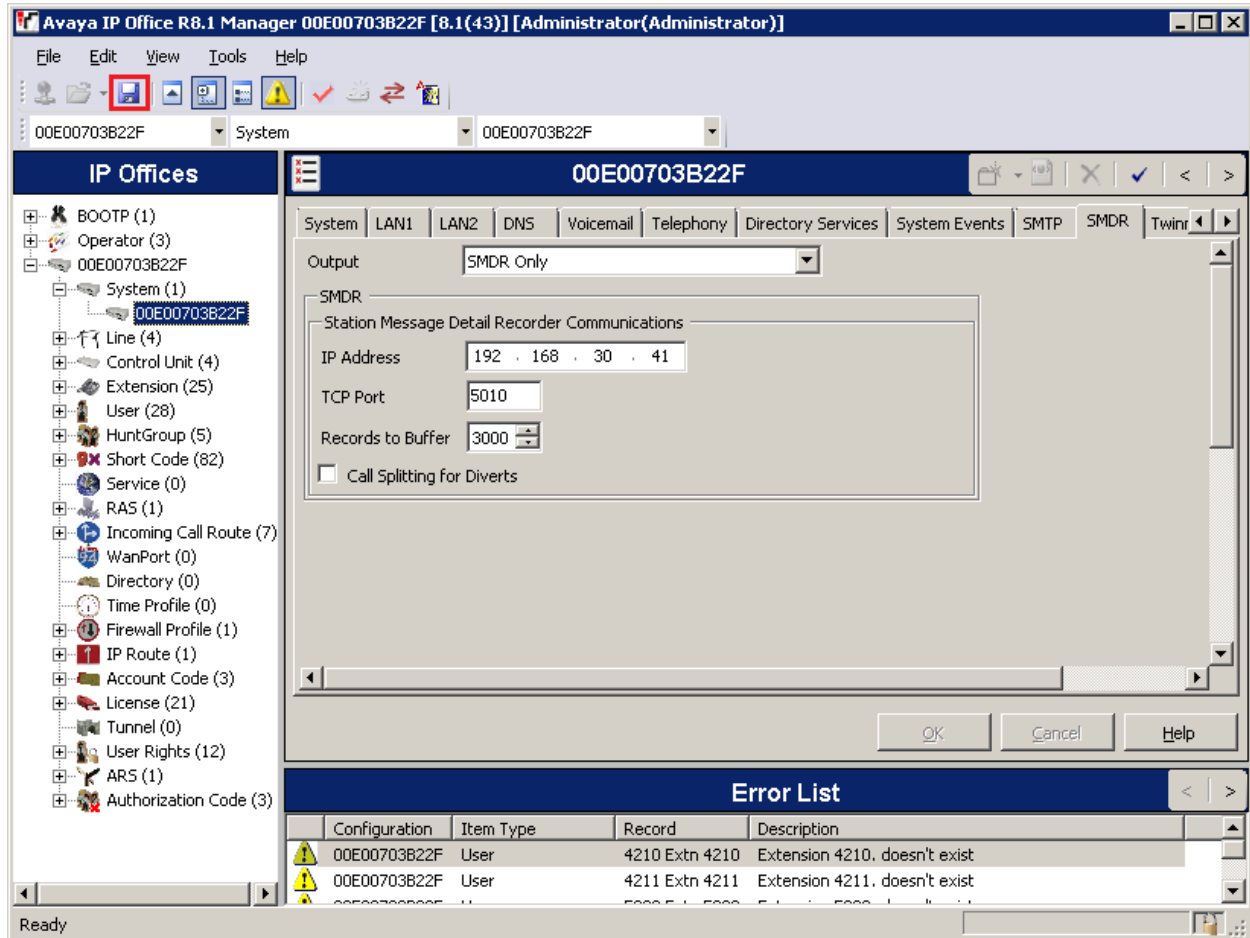 Avaya IP Office R8.1 Manager 00E00703B22F [8.1(43)] [Administrator(Administrator)]
File Edit View Tools Help
00E00703B22F System 00E00703B22F
IP Offices
BOOTP (1)
Operator (3)
00E00703B22F
System (1)
00E00703B22F
Line (4)
Control Unit (4)
Extension (25)
User (28)
HuntGroup (5)
Short Code (82)
Service (0)
RAS (1)
Incoming Call Route (7)
WanPort (0)
Directory (0)
Time Profile (0)
Firewall Profile (1)
IP Route (1)
Account Code (3)
License (21)
Tunnel (0)
User Rights (12)
ARS (1)
Authorization Code (3)
00E00703B22F
System LAN1 LAN2 DNS Voicemail Telephony Directory Services System Events SMTP SMDR
Output SMDR Only
SMDR
Station Message Detail Recorder Communications
IP Address 192 . 168 . 30 . 41
TCP Port 5010
Records to Buffer 3000
Call Splitting for Diverts
OK Cancel Help
Error List
Configuration Item Type Record Description
00E00703B22F User 4210 Extn 4210 Extension 4210. doesn't exist
00E00703B22F User 4211 Extn 4211 Extension 4211. doesn't exist
Ready